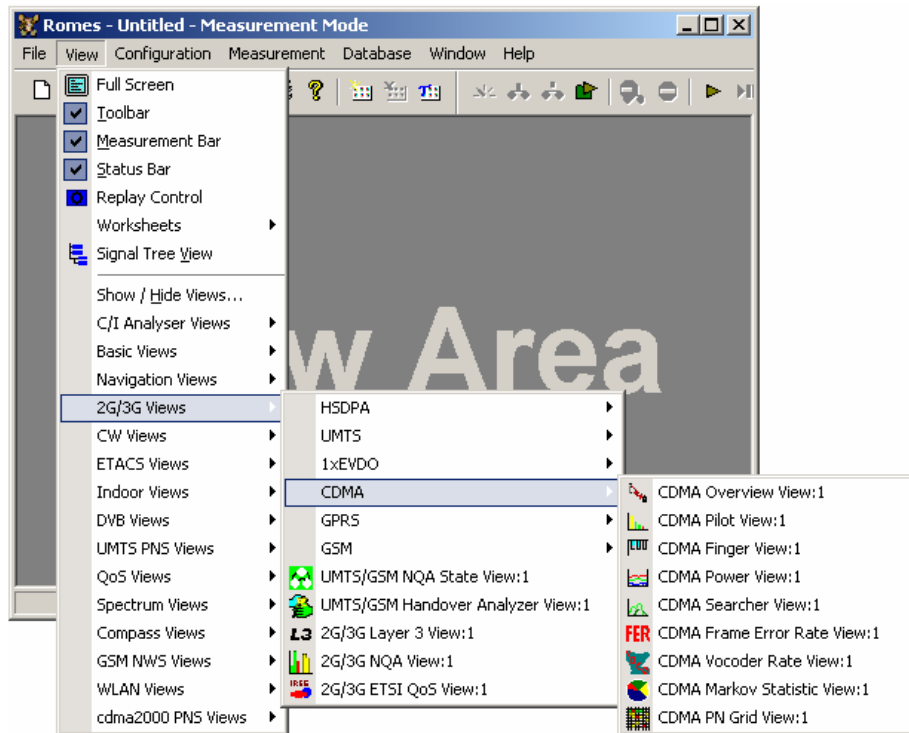 Romes - Untitled - Measurement Mode
File View Configuration Measurement Database Window Help
Full Screen
Toolbar
Measurement Bar
Status Bar
Replay Control
Worksheets
Signal Tree View
Show / Hide Views...
C/I Analyser Views
Basic Views
Navigation Views
2G/3G Views
CW Views
ETACS Views
Indoor Views
DVB Views
UMTS PNS Views
QoS Views
Spectrum Views
Compass Views
GSM NWS Views
WLAN Views
cdma2000 PNS Views
w Area
HSDPA
UMTS
1xEVDO
CDMA
GPRS
GSM
UMTS/GSM NQA State View:1
UMTS/GSM Handover Analyzer View:1
L3 2G/3G Layer 3 View:1
2G/3G NQA View:1
2G/3G ETSI QoS View:1
CDMA Overview View:1
CDMA Pilot View:1
CDMA Finger View:1
CDMA Power View:1
CDMA Searcher View:1
FER CDMA Frame Error Rate View:1
CDMA Vocoder Rate View:1
CDMA Markov Statistic View:1
CDMA PN Grid View:1